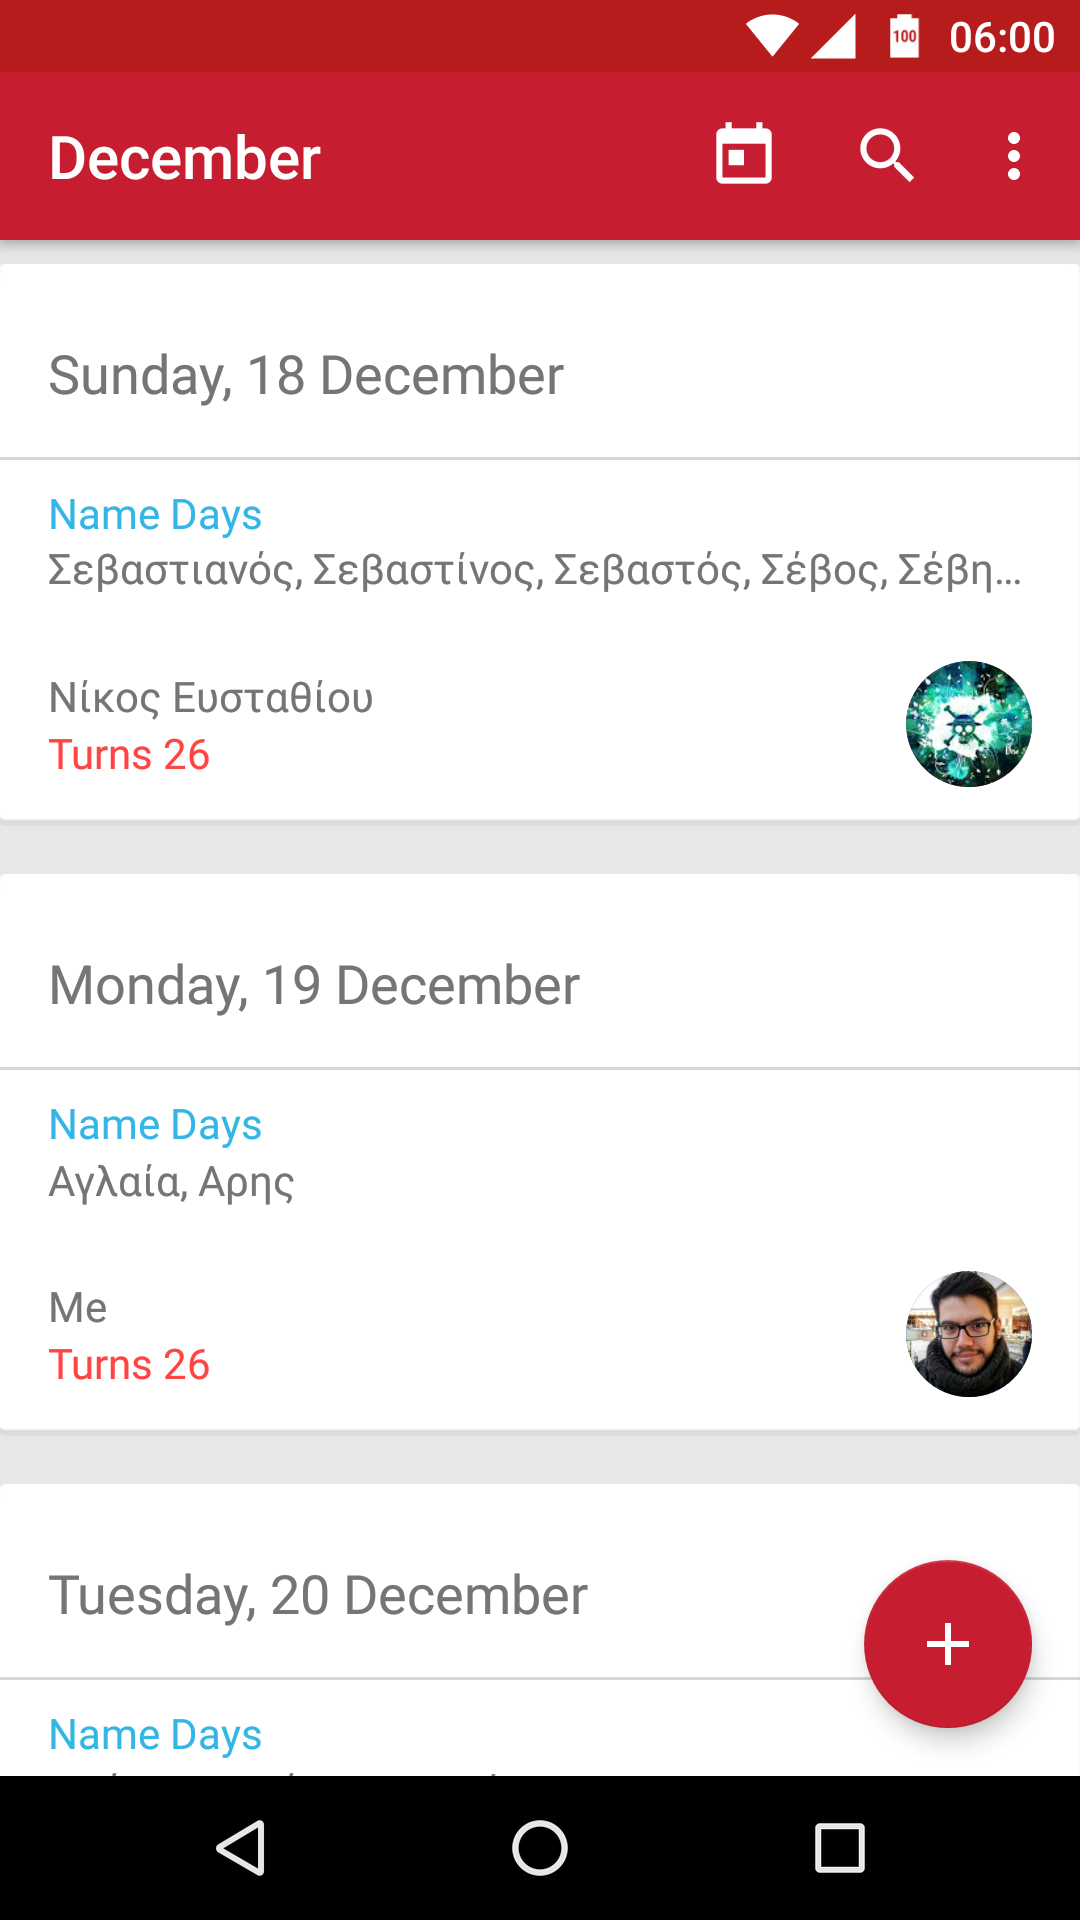 100 06:00
December
Sunday, 18 December
Name Days
Σεβαστιανός, Σεβαστίνος, Σεβαστός, Σέβος, Σέβη...
Νίκος Ευσταθίου
Turns 26
Monday, 19 December
Name Days
Αγλαία, Αρης
Me
Turns 26
Tuesday, 20 December
Name Days